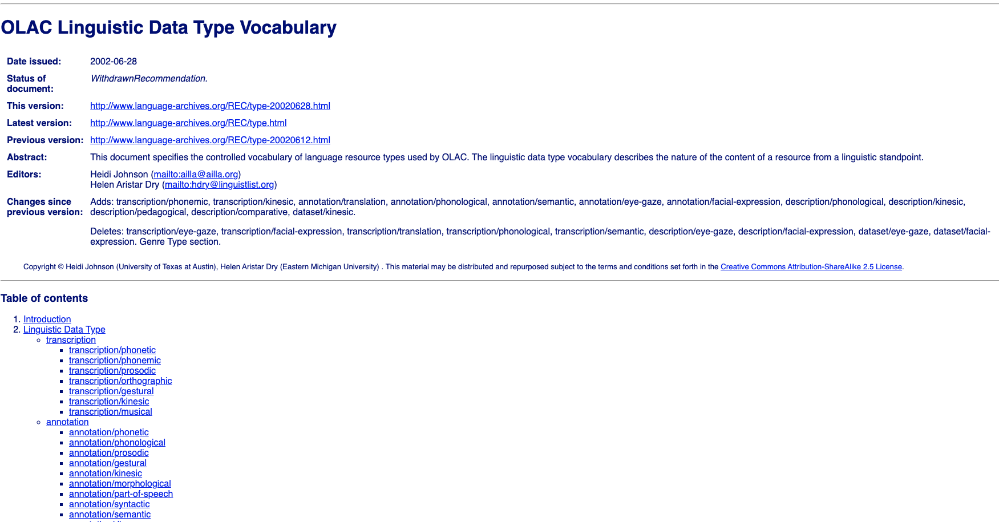 OLAC Linguistic Data Type Vocabulary
Date issued: 2002-06-28
Status of document: WithdrawnRecommendation.
This version: http://www.language-archives.org/REC/type-20020628.html
Latest version: http://www.language-archives.org/REC/type.html
Previous version: http://www.language-archives.org/REC/type-20020612.html
Abstract: This document specifies the controlled vocabulary of language resource types used by OLAC. The linguistic data type vocabulary describes the nature of the content of a resource from a linguistic standpoint.
Editors: Heidi Johnson (mailto:ailla@ailla.org)
Helen Aristar Dry (mailto:hdry@linguistlist.org)
Changes since previous version: Adds: transcription/phonemic, transcription/kinesic, annotation/translation, annotation/phonological, annotation/semantic, annotation/eye-gaze, annotation/facial-expression, description/phonological, description/kinesic,
description/pedagogical, description/comparative, dataset/kinesic.
Deletes: transcription/eye-gaze, transcription/facial-expression, transcription/translation, transcription/phonological, transcription/semantic, description/eye-gaze, description/facial-expression, dataset/eye-gaze, dataset/facial-
expression. Genre Type section.
Copyright © Heidi Johnson (University of Texas at Austin), Helen Aristar Dry (Eastern Michigan University) . This material may be distributed and repurposed subject to the terms and conditions set forth in the Creative Commons Attribution-ShareAlike 2.5 License.
Table of contents
1. Introduction
2. Linguistic Data Type
transcription
transcription/phonetic
transcription/phonemic
transcription/prosodic
transcription/orthographic
transcription/gestural
transcription/kinesic
transcription/musical
annotation
annotation/phonetic
annotation/phonological
annotation/prosodic
annotation/gestural
annotation/kinesic
annotation/morphological
annotation/part-of-speech
annotation/syntactic
annotation/semantic